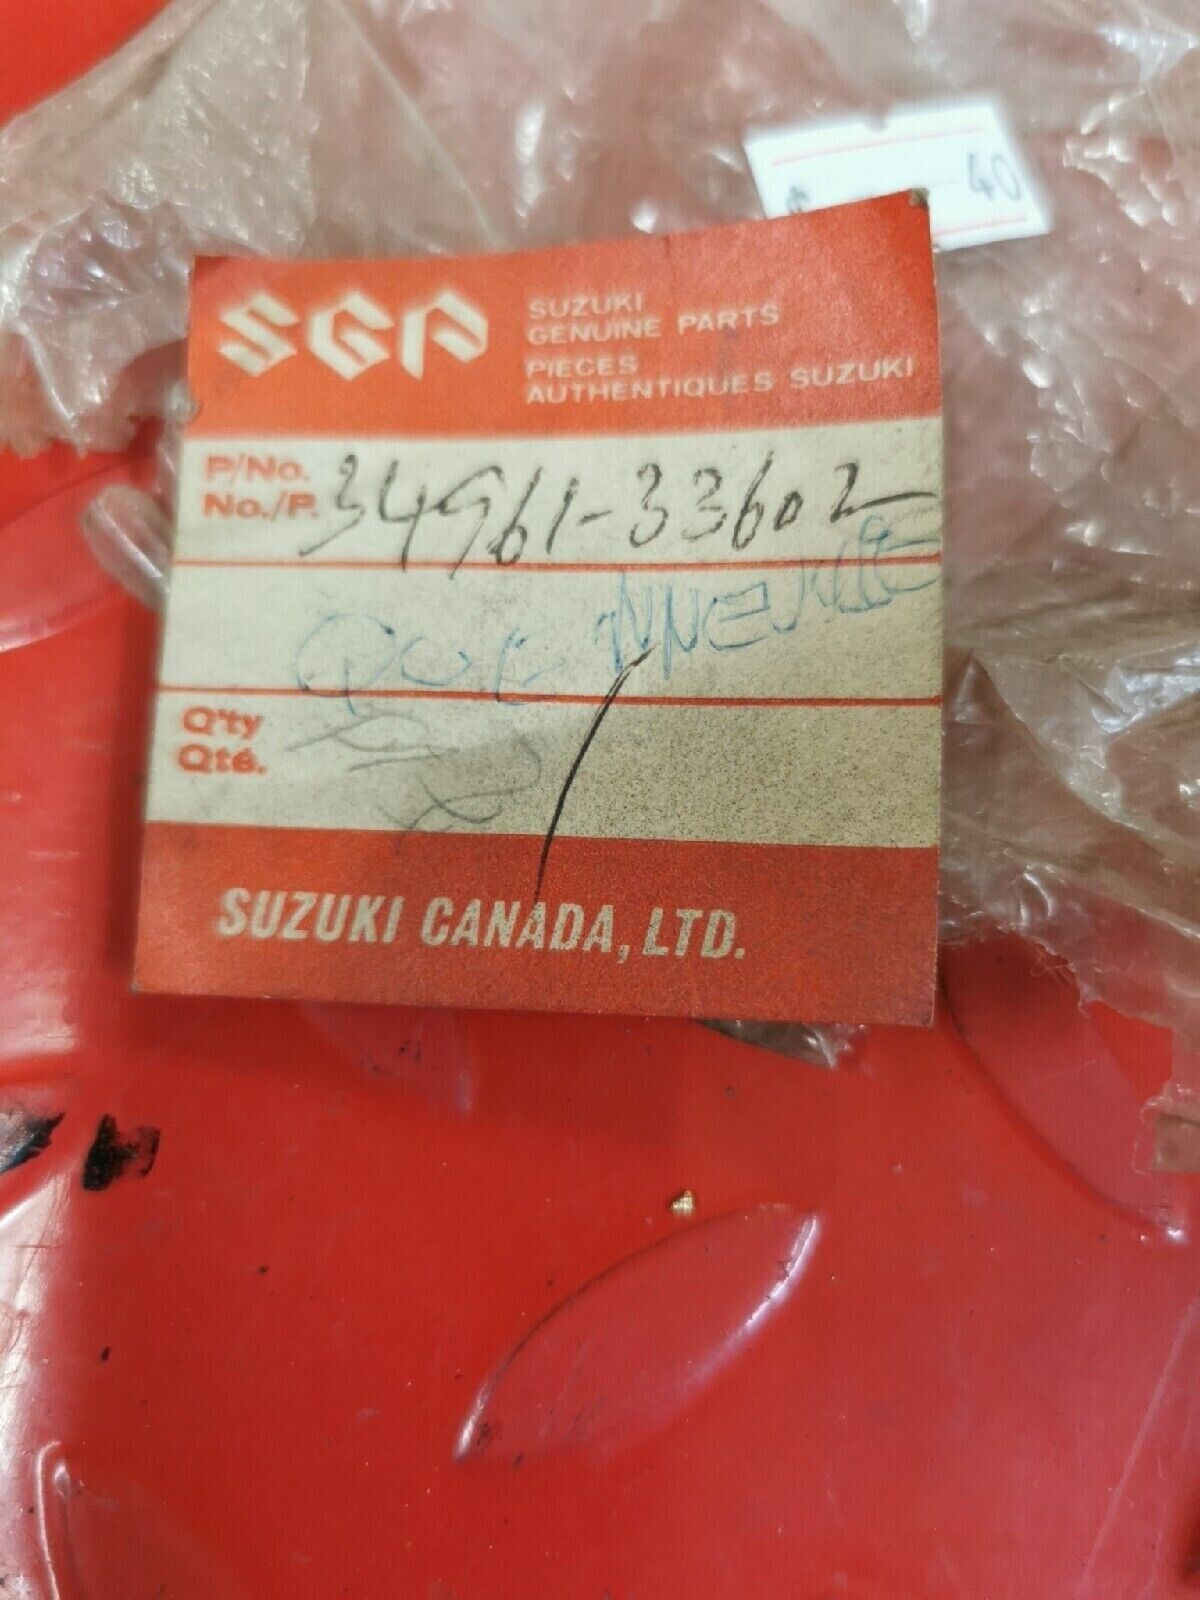 $ 40
SGP
SUZUKI
GENUINE PARTS
PIECES
AUTHENTIQUES SUZUKI
P/No.
No./P.
34961-33602
Q'ty
Qté.
1
SUZUKI CANADA, LTD.